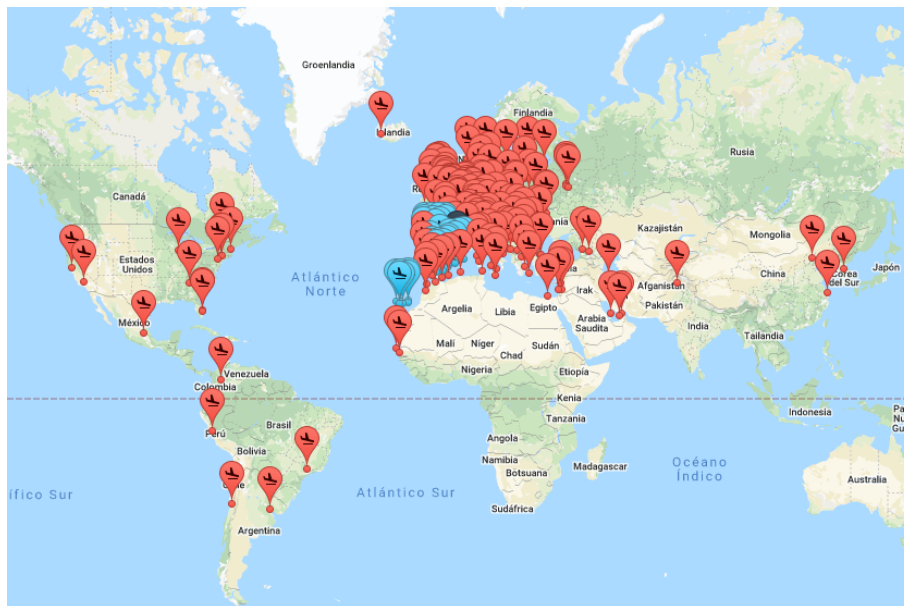 Groenlandia
Finlandia
Islandia
Rusia
Canadá
Kazajistán
Mongolia
Estados
Unidos
China
Japón
Corea
del Sur
Atlántico
Norte
Irak
Afganistán
Pakistán
Argelia
Libia
Egipto
Arabia
Saudita
México
India
Malí
Níger
Chad
Sudán
Tailandia
Nigeria
Etiopía
Venezuela
Colombia
Kenia
Indonesia
Tanzania
Perú
Brasil
Angola
Bolivia
Namibia
Botsuana
Madagascar
Océano
Índico
Australia
ífico Sur
Atlántico Sur
Sudáfrica
Argentina